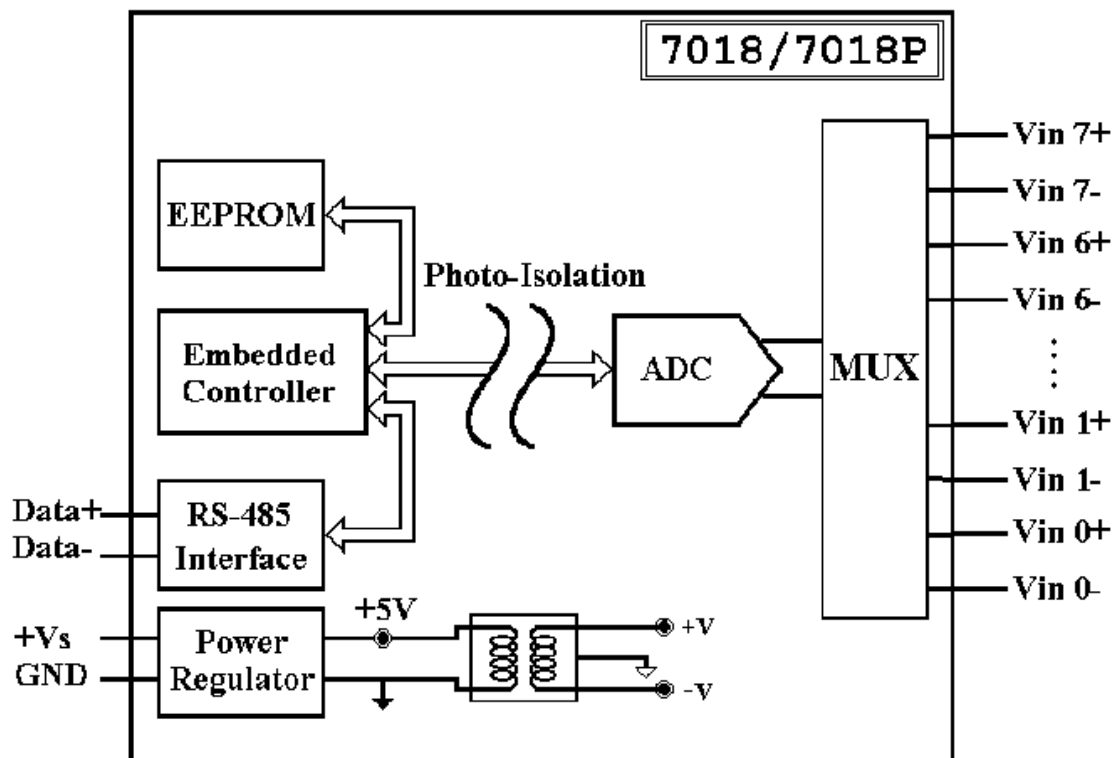 7018/7018P
Vin 7+
Vin 7-
Vin 6+
Vin 6-
Vin 1+
Vin 1-
Vin 0+
Vin 0-
EEPROM
Photo-Isolation
Embedded
Controller
ADC
MUX
Data+
Data-
RS-485
Interface
+Vs
GND
Power
Regulator
+5V
+V
-V